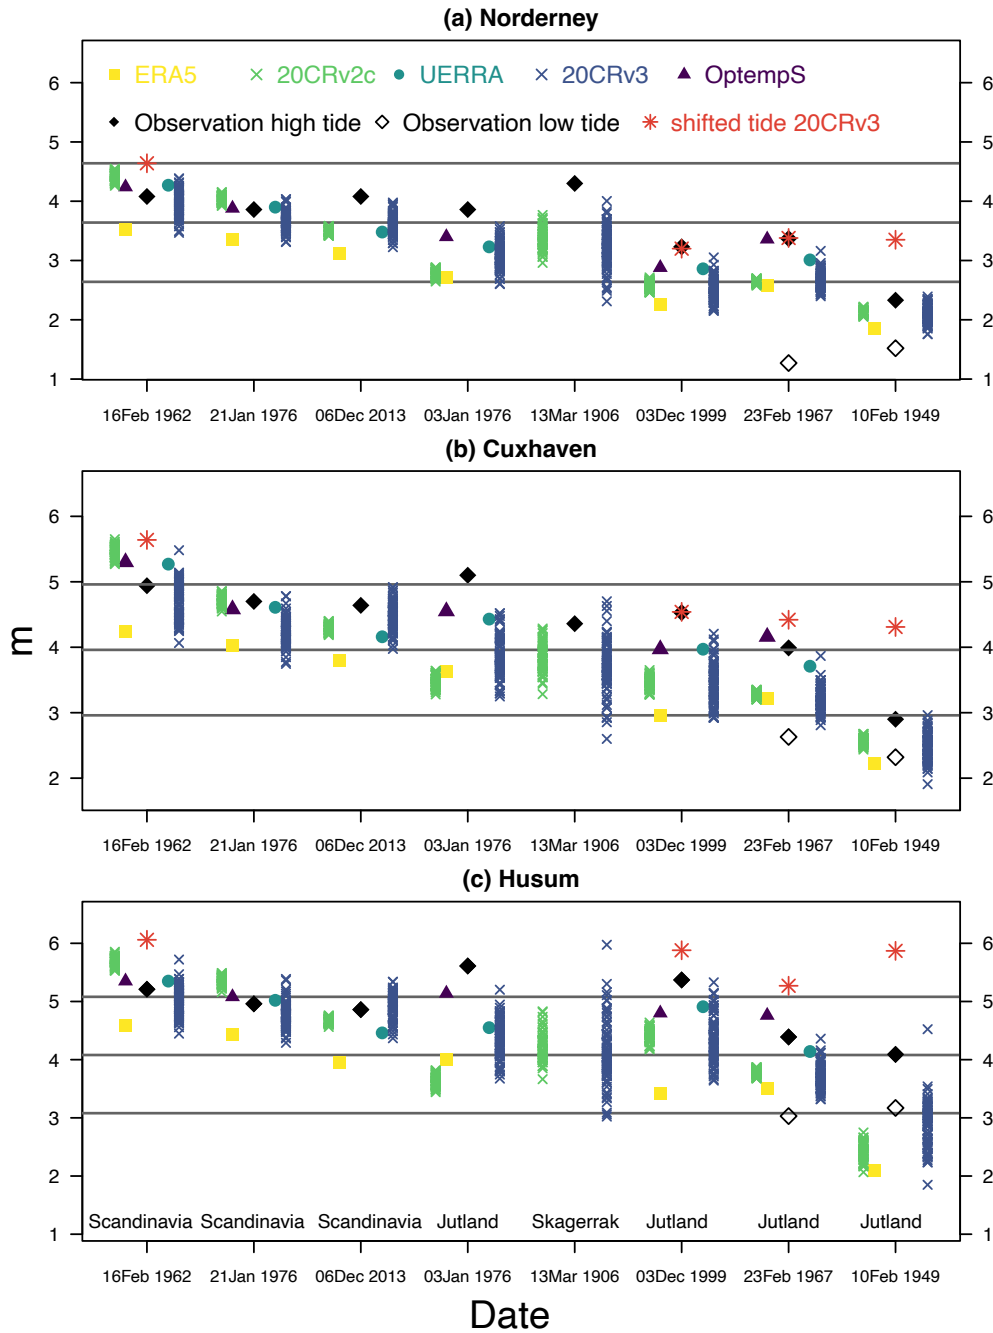 (a) Norderney
ERA5 20CRv2c UERRA 20CRv3 OptempS
Observation high tide Observation low tide shifted tide 20CRv3
6 6
5 5
4 4
3 3
2 2
1 1
16Feb 1962 21Jan 1976 06Dec 2013 03Jan 1976 13Mar 1906 03Dec 1999 23Feb 1967 10Feb 1949
(b) Cuxhaven
6 6
5 5
4 4
3 3
2 2
m
16Feb 1962 21Jan 1976 06Dec 2013 03Jan 1976 13Mar 1906 03Dec 1999 23Feb 1967 10Feb 1949
(c) Husum
6 6
5 5
4 4
3 3
2 2
Scandinavia Scandinavia Scandinavia Jutland Skagerrak Jutland Jutland Jutland
1 1
16Feb 1962 21Jan 1976 06Dec 2013 03Jan 1976 13Mar 1906 03Dec 1999 23Feb 1967 10Feb 1949
Date